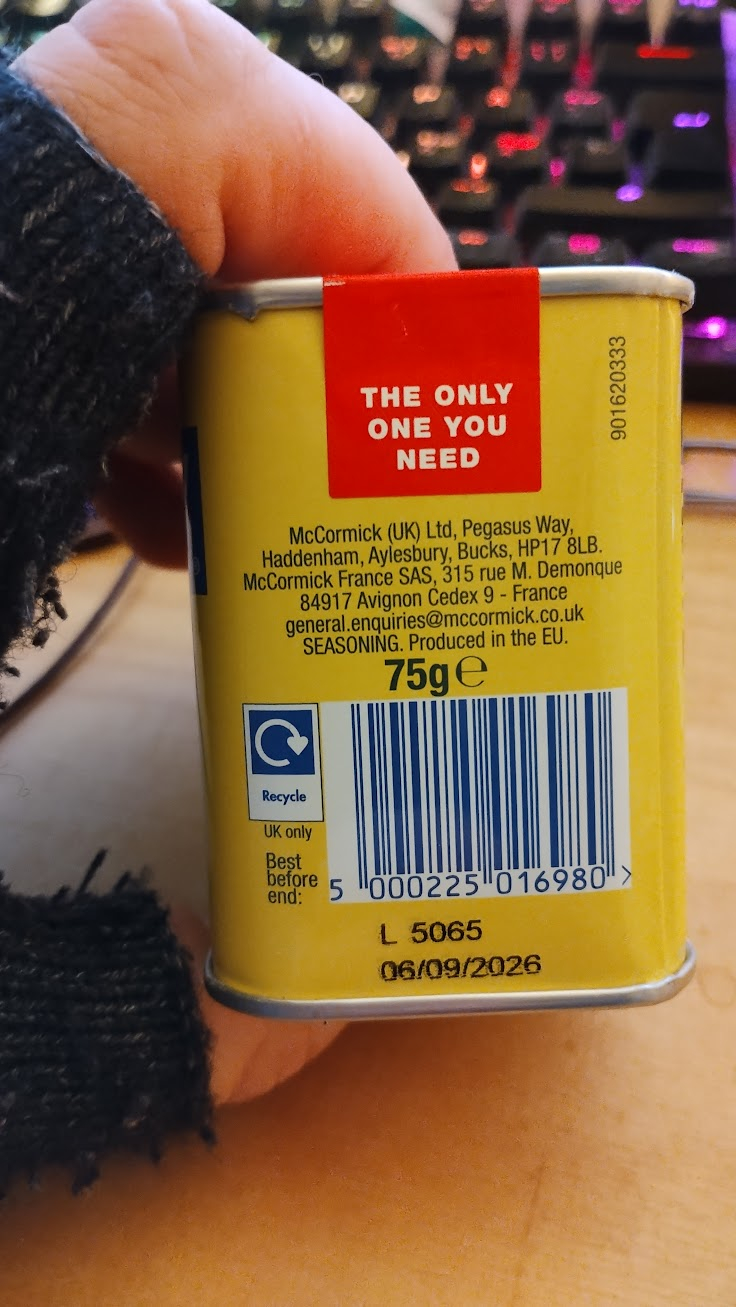 THE ONLY
ONE YOU
NEED
901620333
McCormick (UK) Ltd, Pegasus Way,
Haddenham, Aylesbury, Bucks, HP17 8LB.
McCormick France SAS, 315 rue M. Demonque
84917 Avignon Cedex 9 - France
general.enquiries@mccormick.co.uk
SEASONING. Produced in the EU.
75g ℮
Recycle
UK only
Best
before
end:
5 000225 016980 >
L 5065
06/09/2026